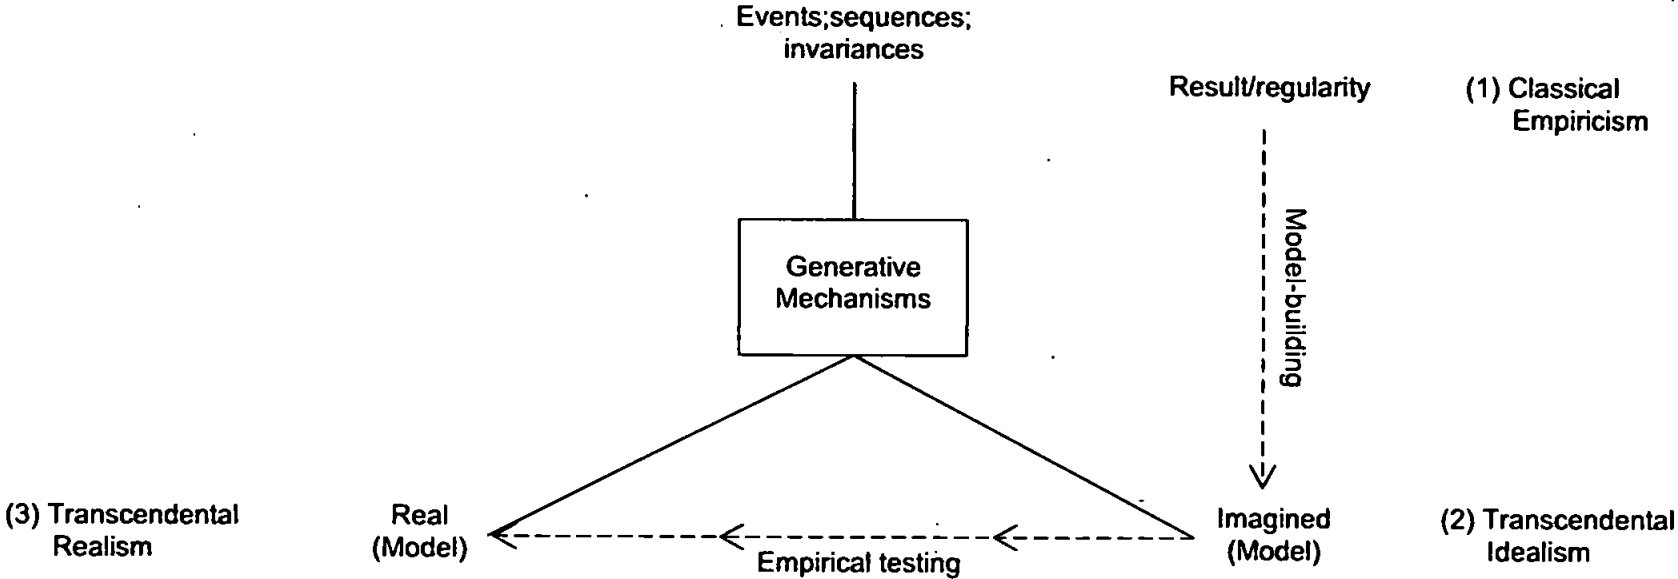 Events;sequences;
invariances
Result/regularity
(1) Classical
Empiricism
Model-building
Generative
Mechanisms
(3) Transcendental
Realism
Real
(Model)
Empirical testing
Imagined
(Model)
(2) Transcendental
Idealism